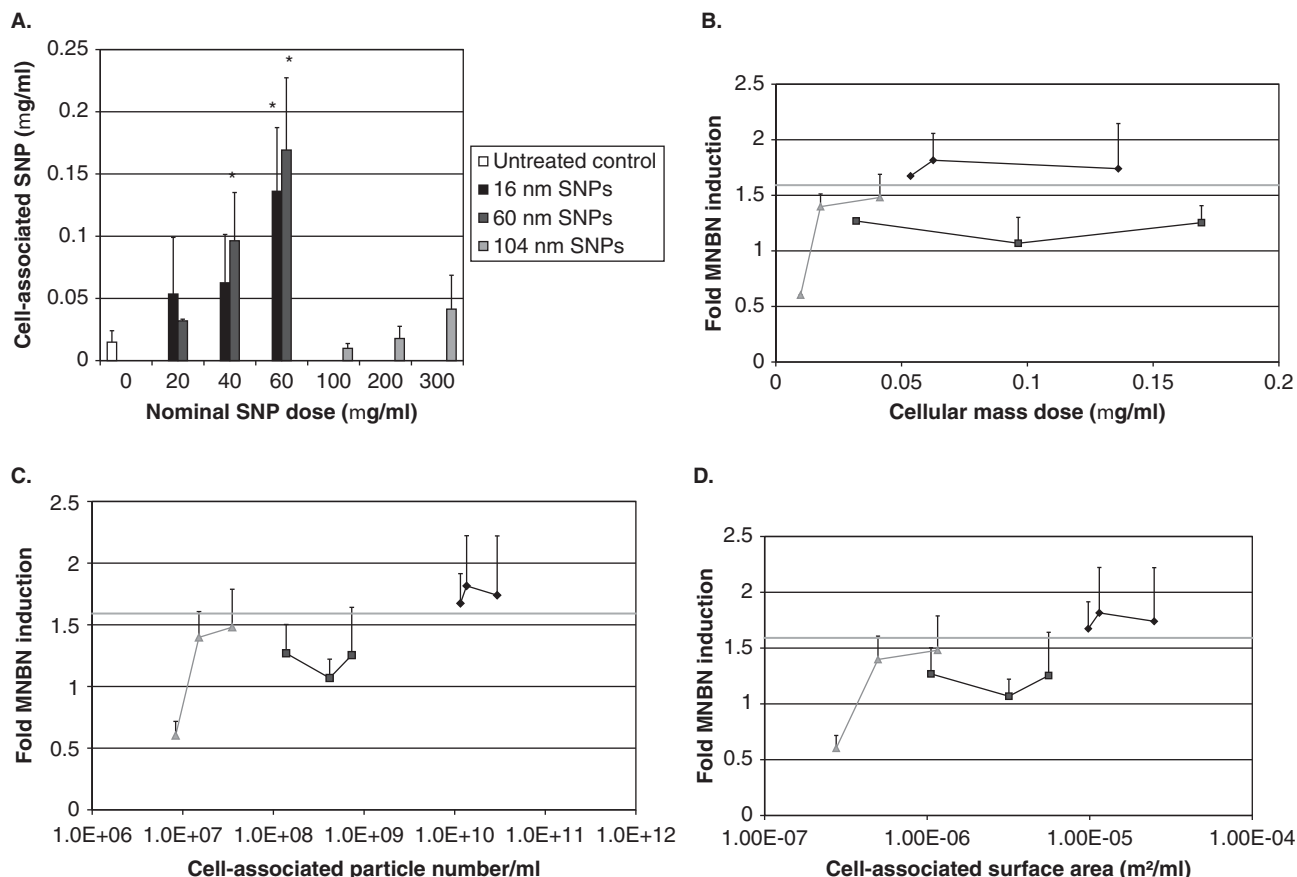 A.
0.25
0.2
0.15
0.1
0.05
0
Cell-associated SNP (mg/ml)
*
*
*
0 20 40 60 100 200 300
Nominal SNP dose (mg/ml)
Untreated control
16 nm SNPs
60 nm SNPs
104 nm SNPs
B.
2.5
2
1.5
1
0.5
0
Fold MNBN induction
0 0.05 0.1 0.15 0.2
Cellular mass dose (mg/ml)
C.
2.5
2
1.5
1
0.5
0
Fold MNBN induction
1.0E+06 1.0E+07 1.0E+08 1.0E+09 1.0E+10 1.0E+11 1.0E+12
Cell-associated particle number/ml
D.
2.5
2
1.5
1
0.5
0
Fold MNBN induction
1.00E-07 1.00E-06 1.00E-05 1.00E-04
Cell-associated surface area (m²/ml)